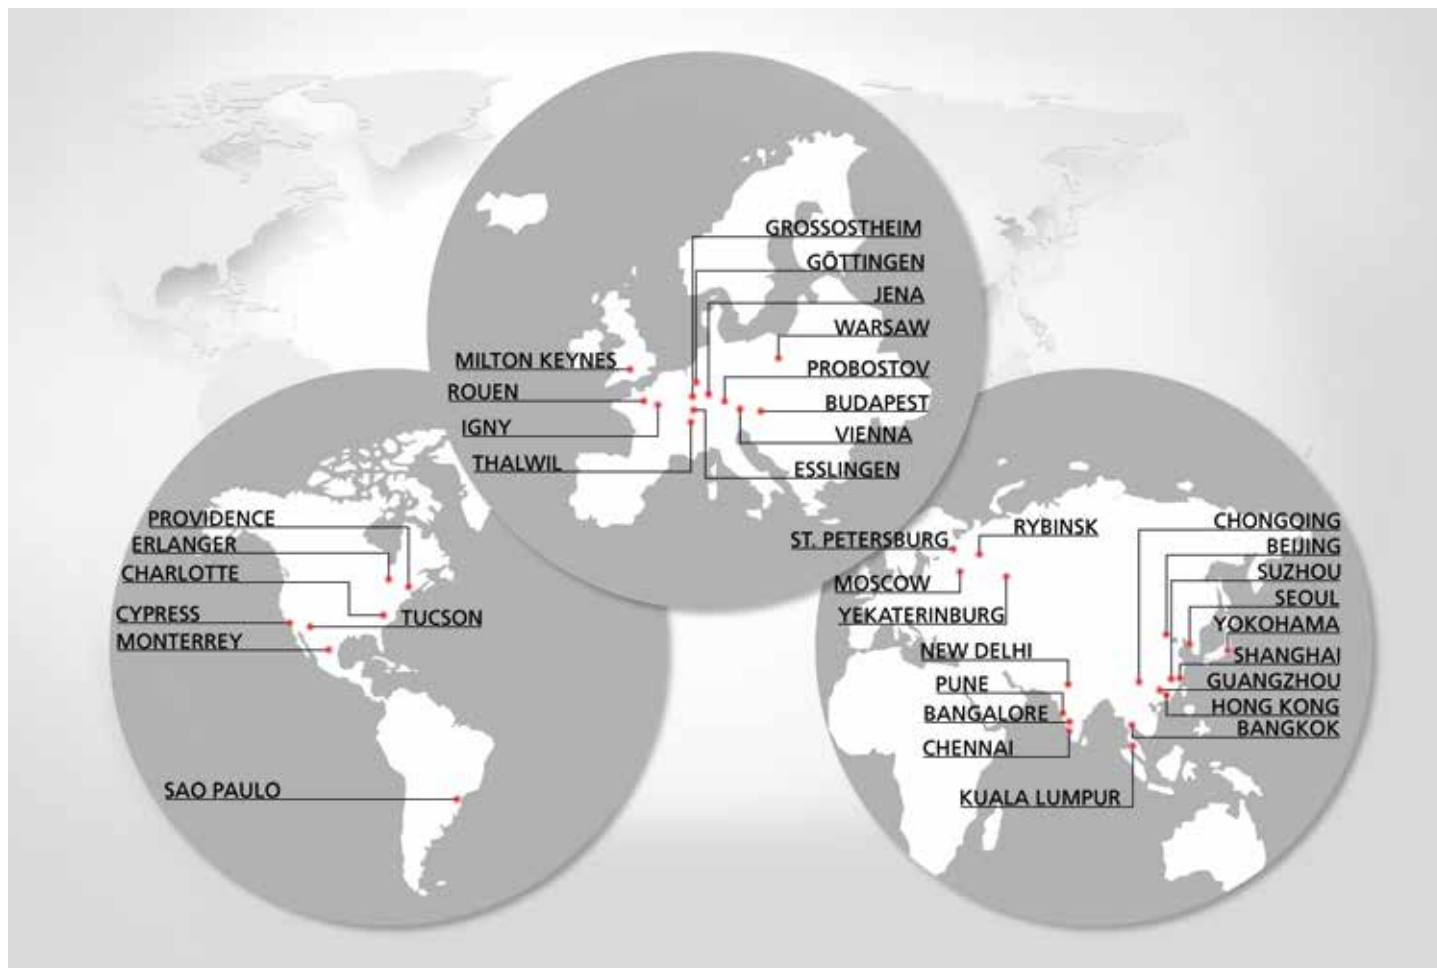 GROSSOSTHEIM
GÖTTINGEN
JENA
WARSAW
MILTON KEYNES
PROBOSTOV
ROUEN
BUDAPEST
IGNY
VIENNA
THALWIL
ESSLINGEN
PROVIDENCE
ERLANGER
CHARLOTTE
CYPRESS
TUCSON
MONTERREY
SAO PAULO
ST. PETERSBURG
RYBINSK
MOSCOW
YEKATERINBURG
NEW DELHI
PUNE
BANGALORE
CHENNAI
KUALA LUMPUR
CHONGQING
BEIJING
SUZHOU
SEOUL
YOKOHAMA
SHANGHAI
GUANGZHOU
HONG KONG
BANGKOK